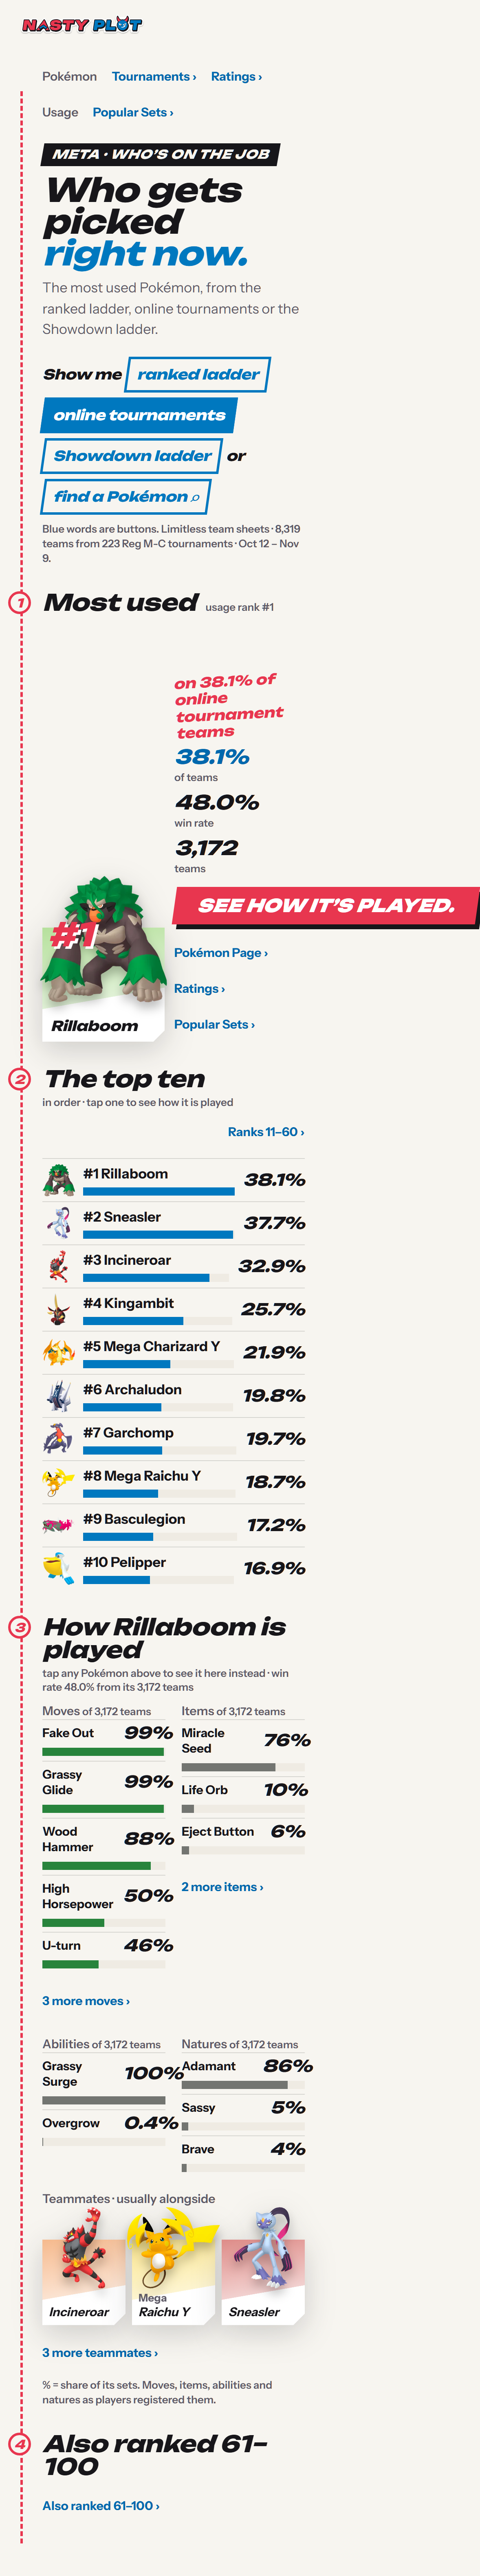 NASTY PLOT
Pokémon Tournaments › Ratings ›
Usage Popular Sets ›
META · WHO'S ON THE JOB
Who gets
picked
right now.
The most used Pokémon, from the
ranked ladder, online tournaments or the
Showdown ladder.
Show me ranked ladder
online tournaments
Showdown ladder or
find a Pokémon ⌕
Blue words are buttons. Limitless team sheets · 8,319
teams from 223 Reg M-C tournaments · Oct 12 – Nov
9.
1 Most used usage rank #1
on 38.1% of
online
tournament
teams
38.1%
of teams
48.0%
win rate
3,172
teams
SEE HOW IT'S PLAYED.
#1
Rillaboom
Pokémon Page ›
Ratings ›
Popular Sets ›
2 The top ten
in order · tap one to see how it is played
Ranks 11–60 ›
#1 Rillaboom 38.1%
#2 Sneasler 37.7%
#3 Incineroar 32.9%
#4 Kingambit 25.7%
#5 Mega Charizard Y 21.9%
#6 Archaludon 19.8%
#7 Garchomp 19.7%
#8 Mega Raichu Y 18.7%
#9 Basculegion 17.2%
#10 Pelipper 16.9%
3 How Rillaboom is
played
tap any Pokémon above to see it here instead · win
rate 48.0% from its 3,172 teams
Moves of 3,172 teams
Fake Out 99%
Grassy
Glide 99%
Wood
Hammer 88%
High
Horsepower 50%
U-turn 46%
3 more moves ›
Items of 3,172 teams
Miracle
Seed 76%
Life Orb 10%
Eject Button 6%
2 more items ›
Abilities of 3,172 teams
Grassy
Surge 100%
Overgrow 0.4%
Natures of 3,172 teams
Adamant 86%
Sassy 5%
Brave 4%
Teammates · usually alongside
Incineroar
Mega
Raichu Y
Sneasler
3 more teammates ›
% = share of its sets. Moves, items, abilities and
natures as players registered them.
4 Also ranked 61–
100
Also ranked 61–100 ›